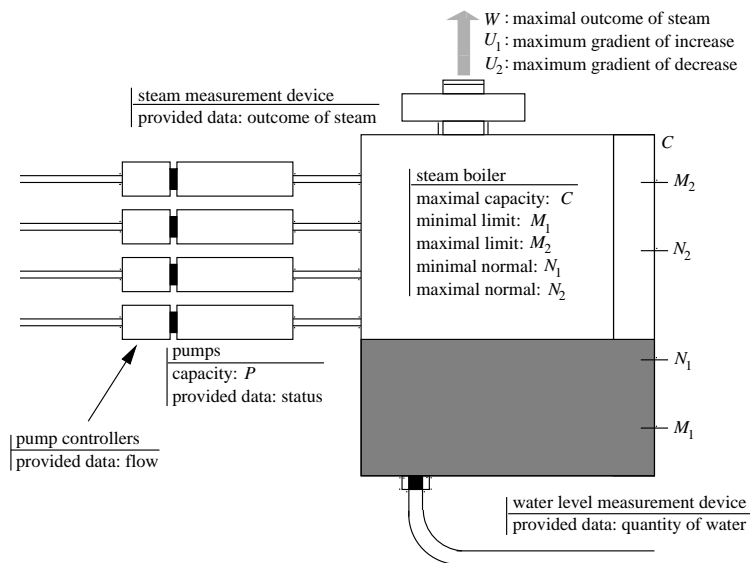 W : maximal outcome of steam
U1 : maximum gradient of increase
U2 : maximum gradient of decrease
steam measurement device
provided data: outcome of steam
C
steam boiler
maximal capacity: C
minimal limit: M1
maximal limit: M2
minimal normal: N1
maximal normal: N2
M2
N2
N1
M1
pumps
capacity: P
provided data: status
pump controllers
provided data: flow
water level measurement device
provided data: quantity of water